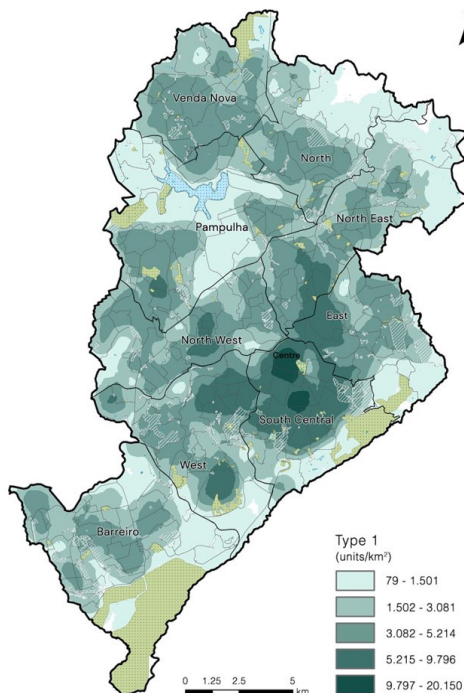 Venda Nova
North
North East
Pampulha
East
North West
Centre
South Central
West
Barreiro
Type 1
(units/km²)
79 - 1.501
1.502 - 3.081
3.082 - 5.214
5.215 - 9.796
9.797 - 20.150
0 1.25 2.5 5
km